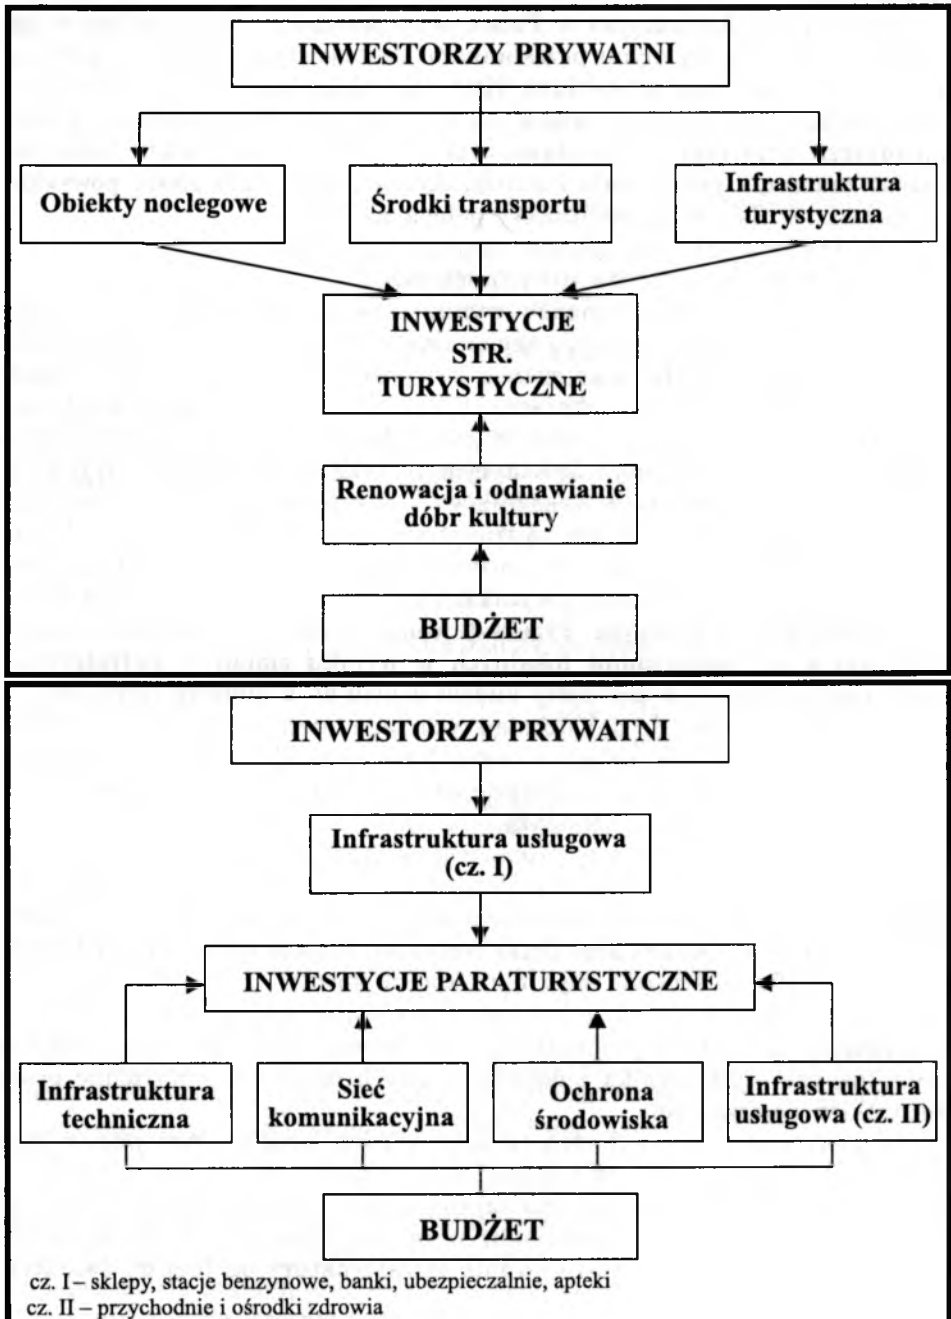 INWESTORZY PRYWATNI
Obiekty noclegowe
Środki transportu
Infrastruktura
turystyczna
INWESTYCJE
STR.
TURYSTYCZNE
Renowacja i odnawianie
dóbr kultury
BUDŻET
INWESTORZY PRYWATNI
Infrastruktura usługowa
(cz. I)
INWESTYCJE PARATURYSTYCZNE
Infrastruktura
techniczna
Sieć
komunikacyjna
Ochrona
środowiska
Infrastruktura
usługowa (cz. II)
BUDŻET
cz. I – sklepy, stacje benzynowe, banki, ubezpieczalnie, apteki
cz. II – przychodnie i ośrodki zdrowia